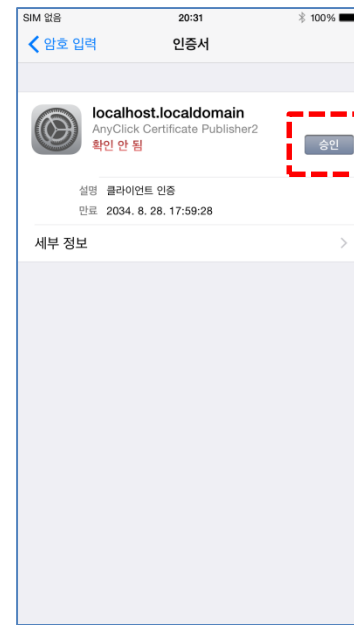 SIM 없음 20:31 100%
암호 입력 인증서
localhost.localdomain
AnyClick Certificate Publisher2
확인 안 됨
승인
설명 클라이언트 인증
만료 2034. 8. 28. 17:59:28
세부 정보